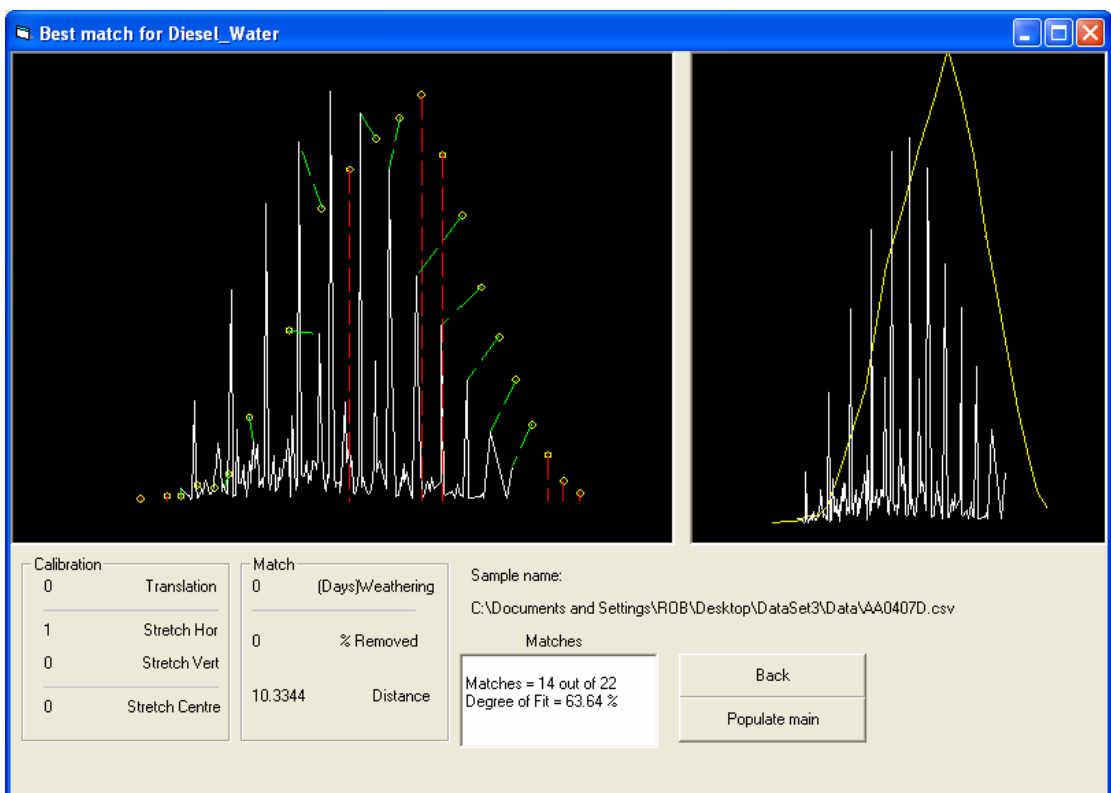 Best match for Diesel_Water
Calibration
0 Translation
1 Stretch Hor
0 Stretch Vert
0 Stretch Centre
Match
0 (Days)Weathering
0 % Removed
10.3344 Distance
Sample name:
C:\Documents and Settings\ROB\Desktop\DataSet3\Data\AA0407D.csv
Matches
Matches = 14 out of 22
Degree of Fit = 63.64 %
Back
Populate main